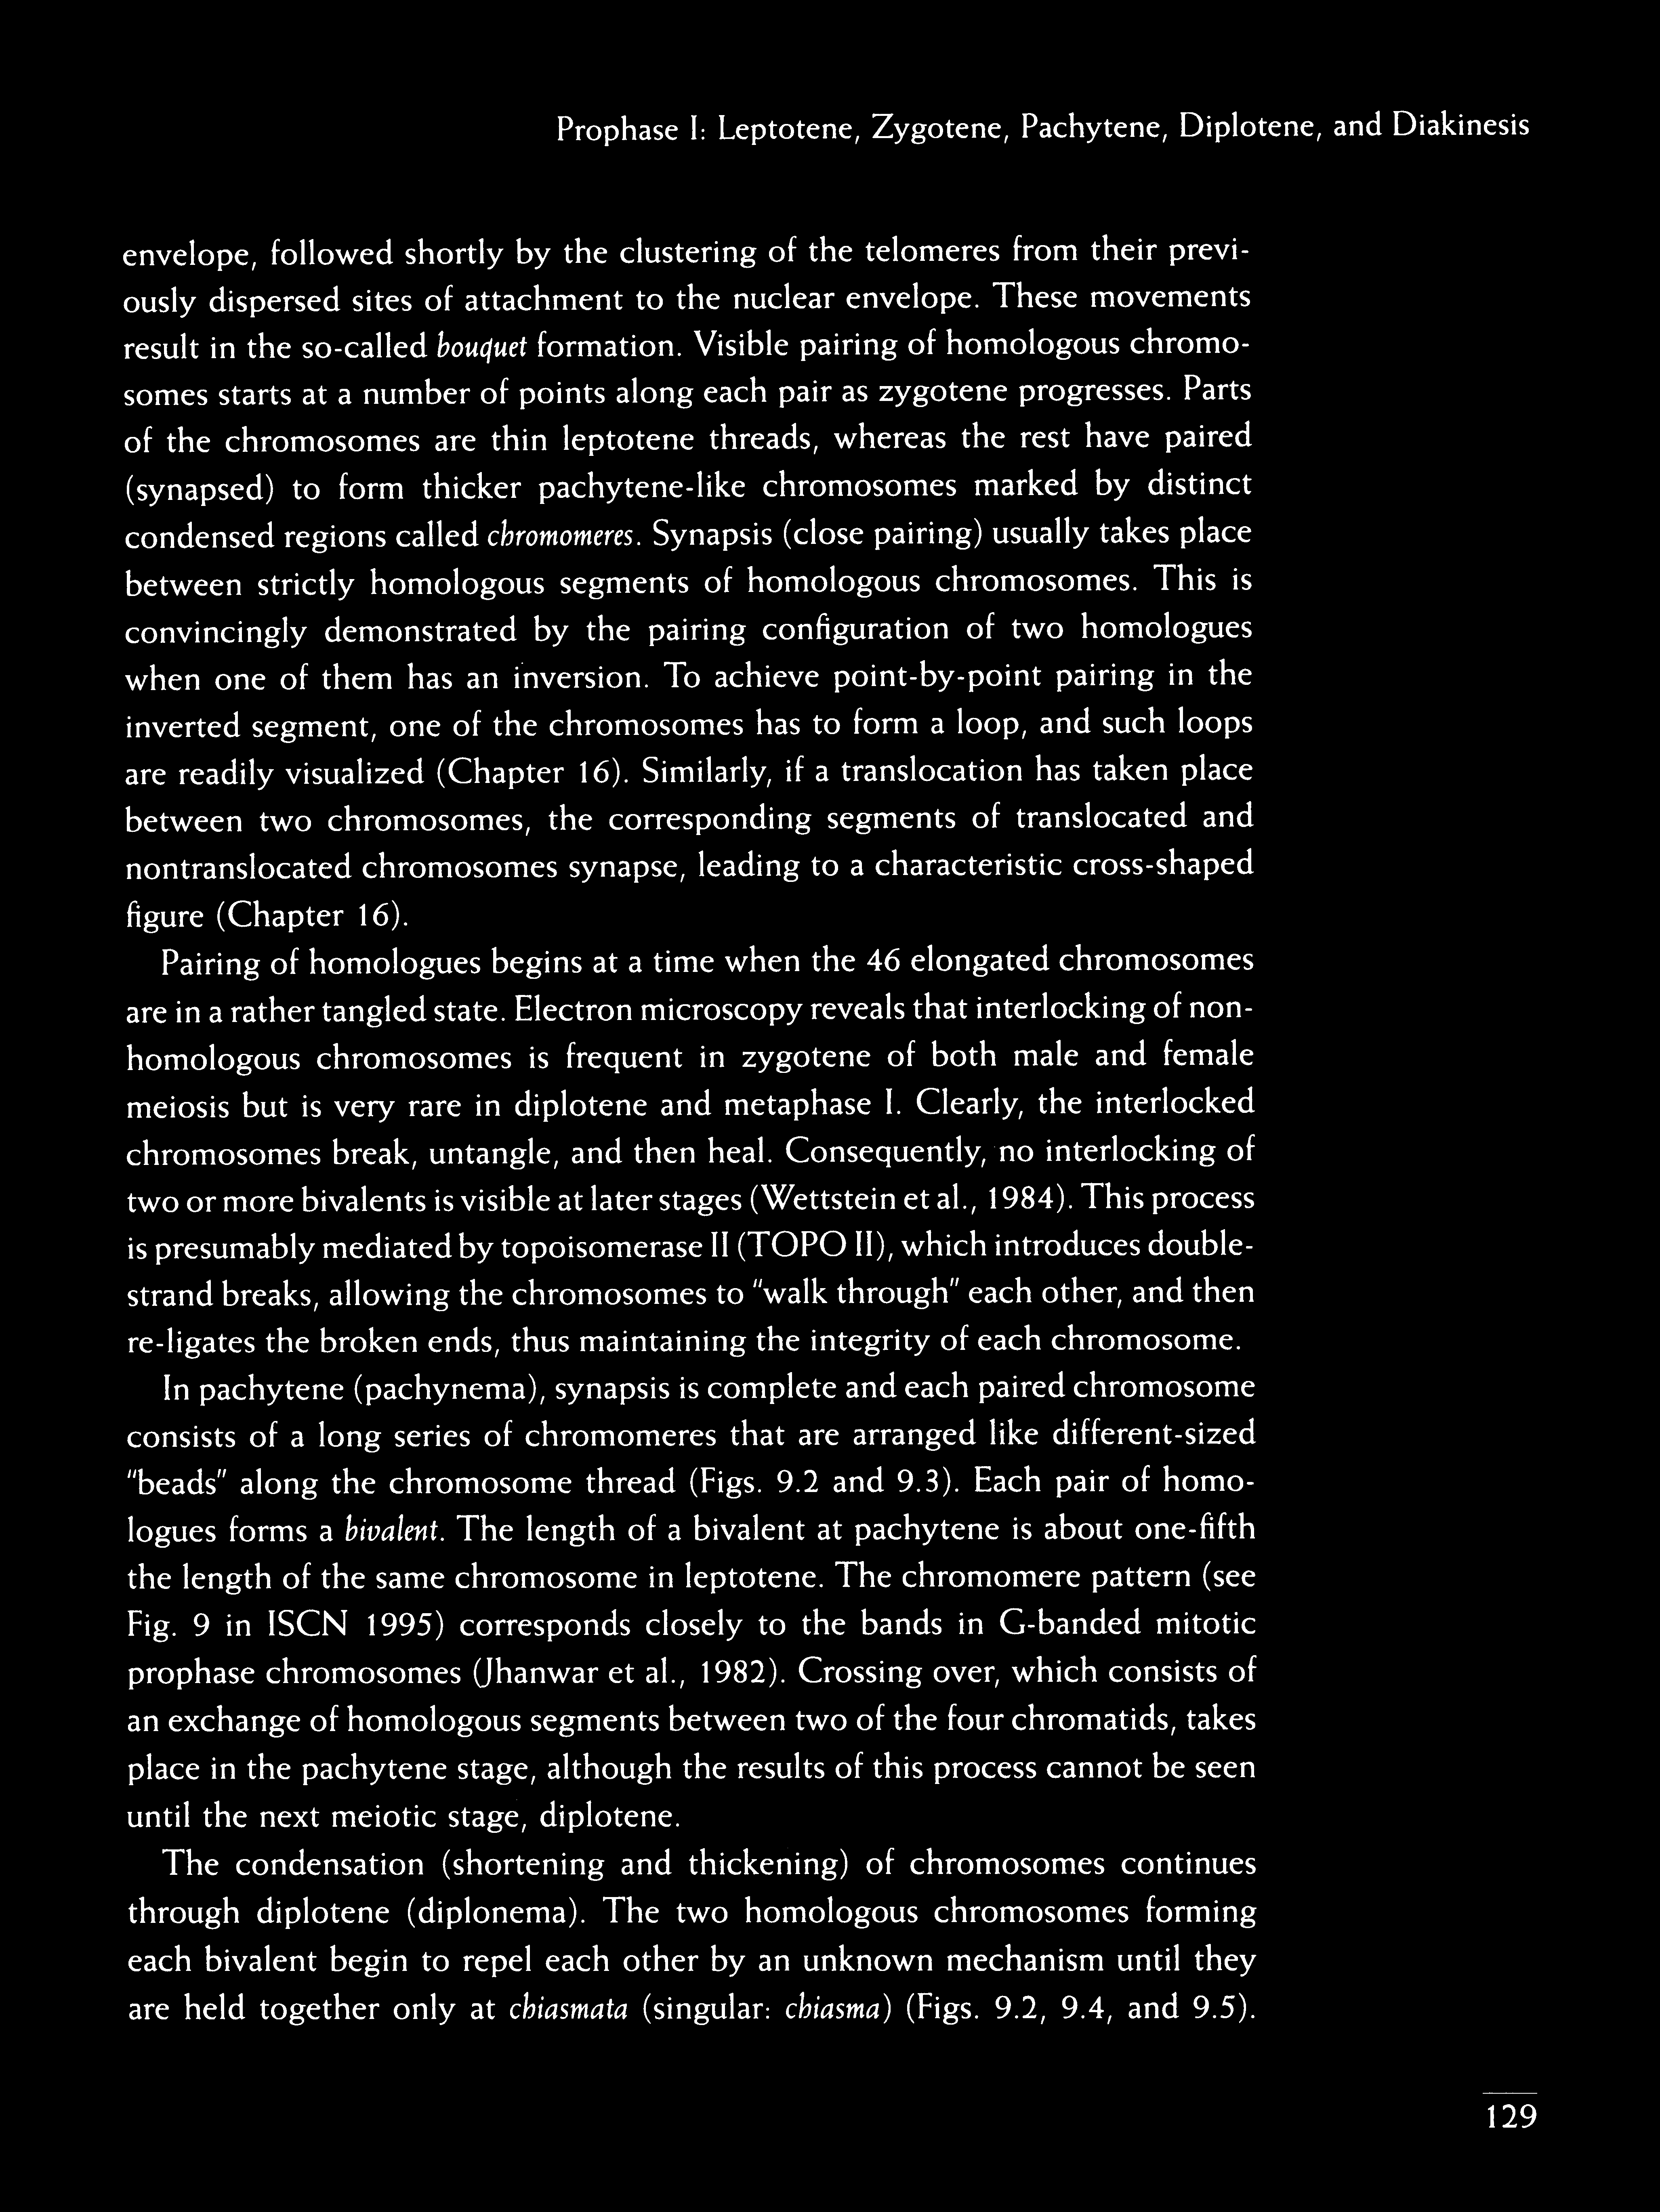 Prophase I: Leptotene, Zygotene, Pachytene, Diplotene, and Diakinesis
envelope, followed shortly by the clustering of the telomeres from their previ-
ously dispersed sites of attachment to the nuclear envelope. These movements
result in the so-called bouquet formation. Visible pairing of homologous chromo-
somes starts at a number of points along each pair as zygotene progresses. Parts
of the chromosomes are thin leptotene threads, whereas the rest have paired
(synapsed) to form thicker pachytene-like chromosomes marked by distinct
condensed regions called chromomeres. Synapsis (close pairing) usually takes place
between strictly homologous segments of homologous chromosomes. This is
convincingly demonstrated by the pairing configuration of two homologues
when one of them has an inversion. To achieve point-by-point pairing in the
inverted segment, one of the chromosomes has to form a loop, and such loops
are readily visualized (Chapter 16). Similarly, if a translocation has taken place
between two chromosomes, the corresponding segments of translocated and
nontranslocated chromosomes synapse, leading to a characteristic cross-shaped
figure (Chapter 16).
Pairing of homologues begins at a time when the 46 elongated chromosomes
are in a rather tangled state. Electron microscopy reveals that interlocking of non-
homologous chromosomes is frequent in zygotene of both male and female
meiosis but is very rare in diplotene and metaphase I. Clearly, the interlocked
chromosomes break, untangle, and then heal. Consequently, no interlocking of
two or more bivalents is visible at later stages (Wettstein et al., 1984). This process
is presumably mediated by topoisomerase II (TOPO II), which introduces double-
strand breaks, allowing the chromosomes to "walk through" each other, and then
re-ligates the broken ends, thus maintaining the integrity of each chromosome.
In pachytene (pachynema), synapsis is complete and each paired chromosome
consists of a long series of chromomeres that are arranged like different-sized
"beads" along the chromosome thread (Figs. 9.2 and 9.3). Each pair of homo-
logues forms a bivalent. The length of a bivalent at pachytene is about one-fifth
the length of the same chromosome in leptotene. The chromomere pattern (see
Fig. 9 in ISCN 1995) corresponds closely to the bands in G-banded mitotic
prophase chromosomes (Jhanwar et al., 1982). Crossing over, which consists of
an exchange of homologous segments between two of the four chromatids, takes
place in the pachytene stage, although the results of this process cannot be seen
until the next meiotic stage, diplotene.
The condensation (shortening and thickening) of chromosomes continues
through diplotene (diplonema). The two homologous chromosomes forming
each bivalent begin to repel each other by an unknown mechanism until they
are held together only at chiasmata (singular: chiasma) (Figs. 9.2, 9.4, and 9.5).
129